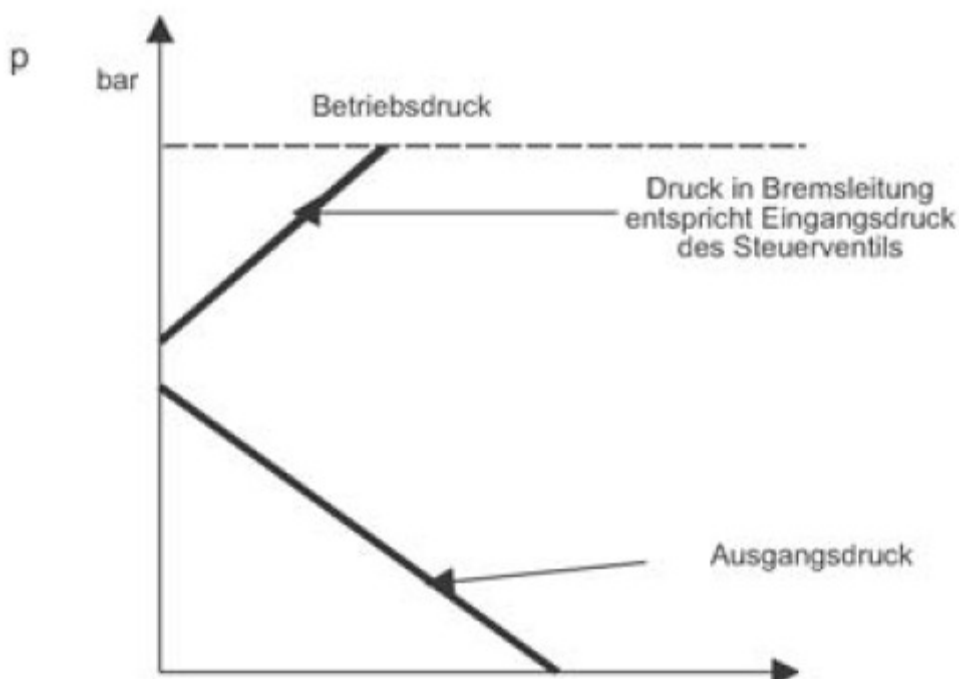 p
bar
Betriebsdruck
Druck in Bremsleitung
entspricht Eingangsdruck
des Steuerventils
Ausgangsdruck